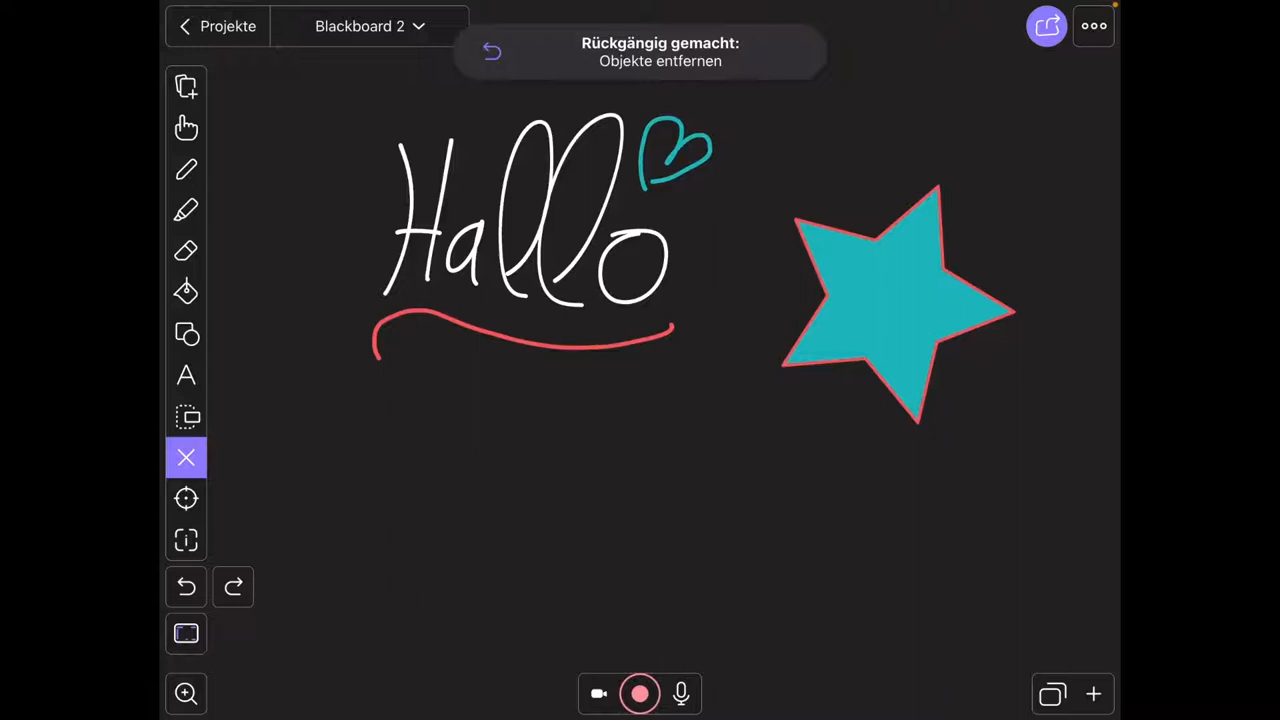 Projekte
Blackboard 2
Rückgängig gemacht:
Objekte entfernen
Hallo
A